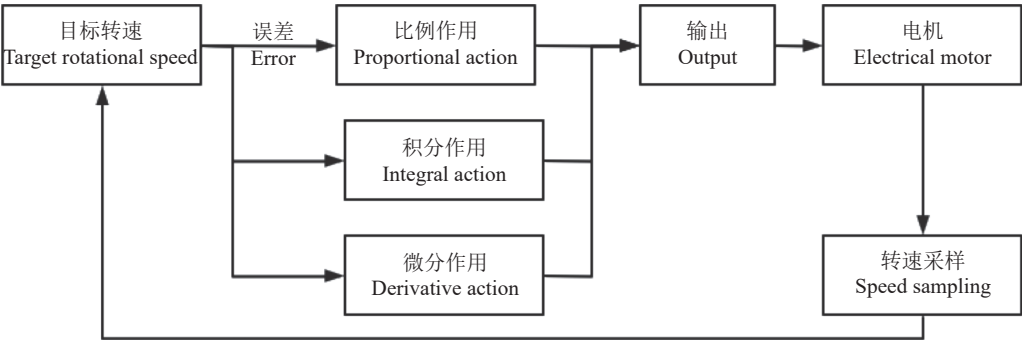 目标转速
Target rotational speed
误差
Error
比例作用
Proportional action
输出
Output
电机
Electrical motor
积分作用
Integral action
微分作用
Derivative action
转速采样
Speed sampling